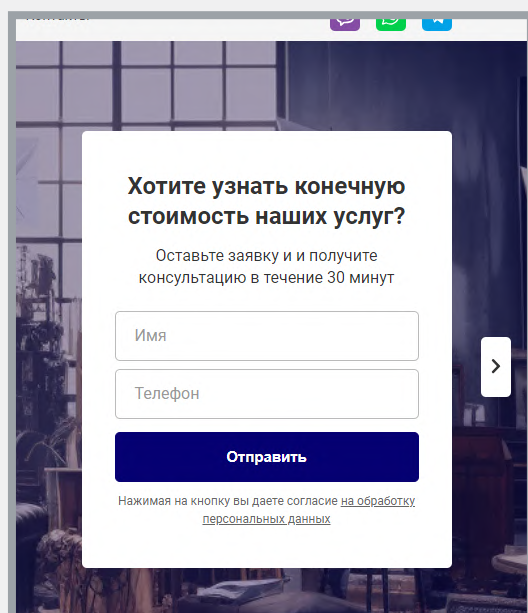 Хотите узнать конечную
стоимость наших услуг?
Оставьте заявку и и получите
консультацию в течение 30 минут
Имя
Телефон
Отправить
Нажимая на кнопку вы даете согласие на обработку
персональных данных